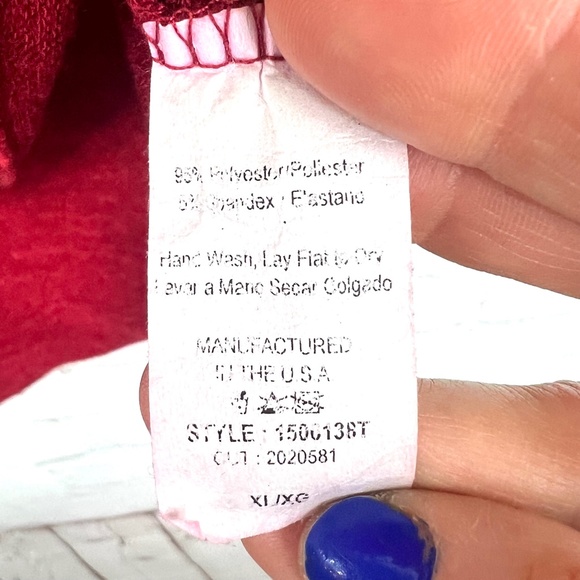 95% Polyester/Poliester
5% Spandex / Elastano
Hand Wash, Lay Flat to Dry
Lavar a Mano Secar Colgado
MANUFACTURED
IN THE U.S.A
STYLE : 1500138T
CUT : 2020581
XL/XG